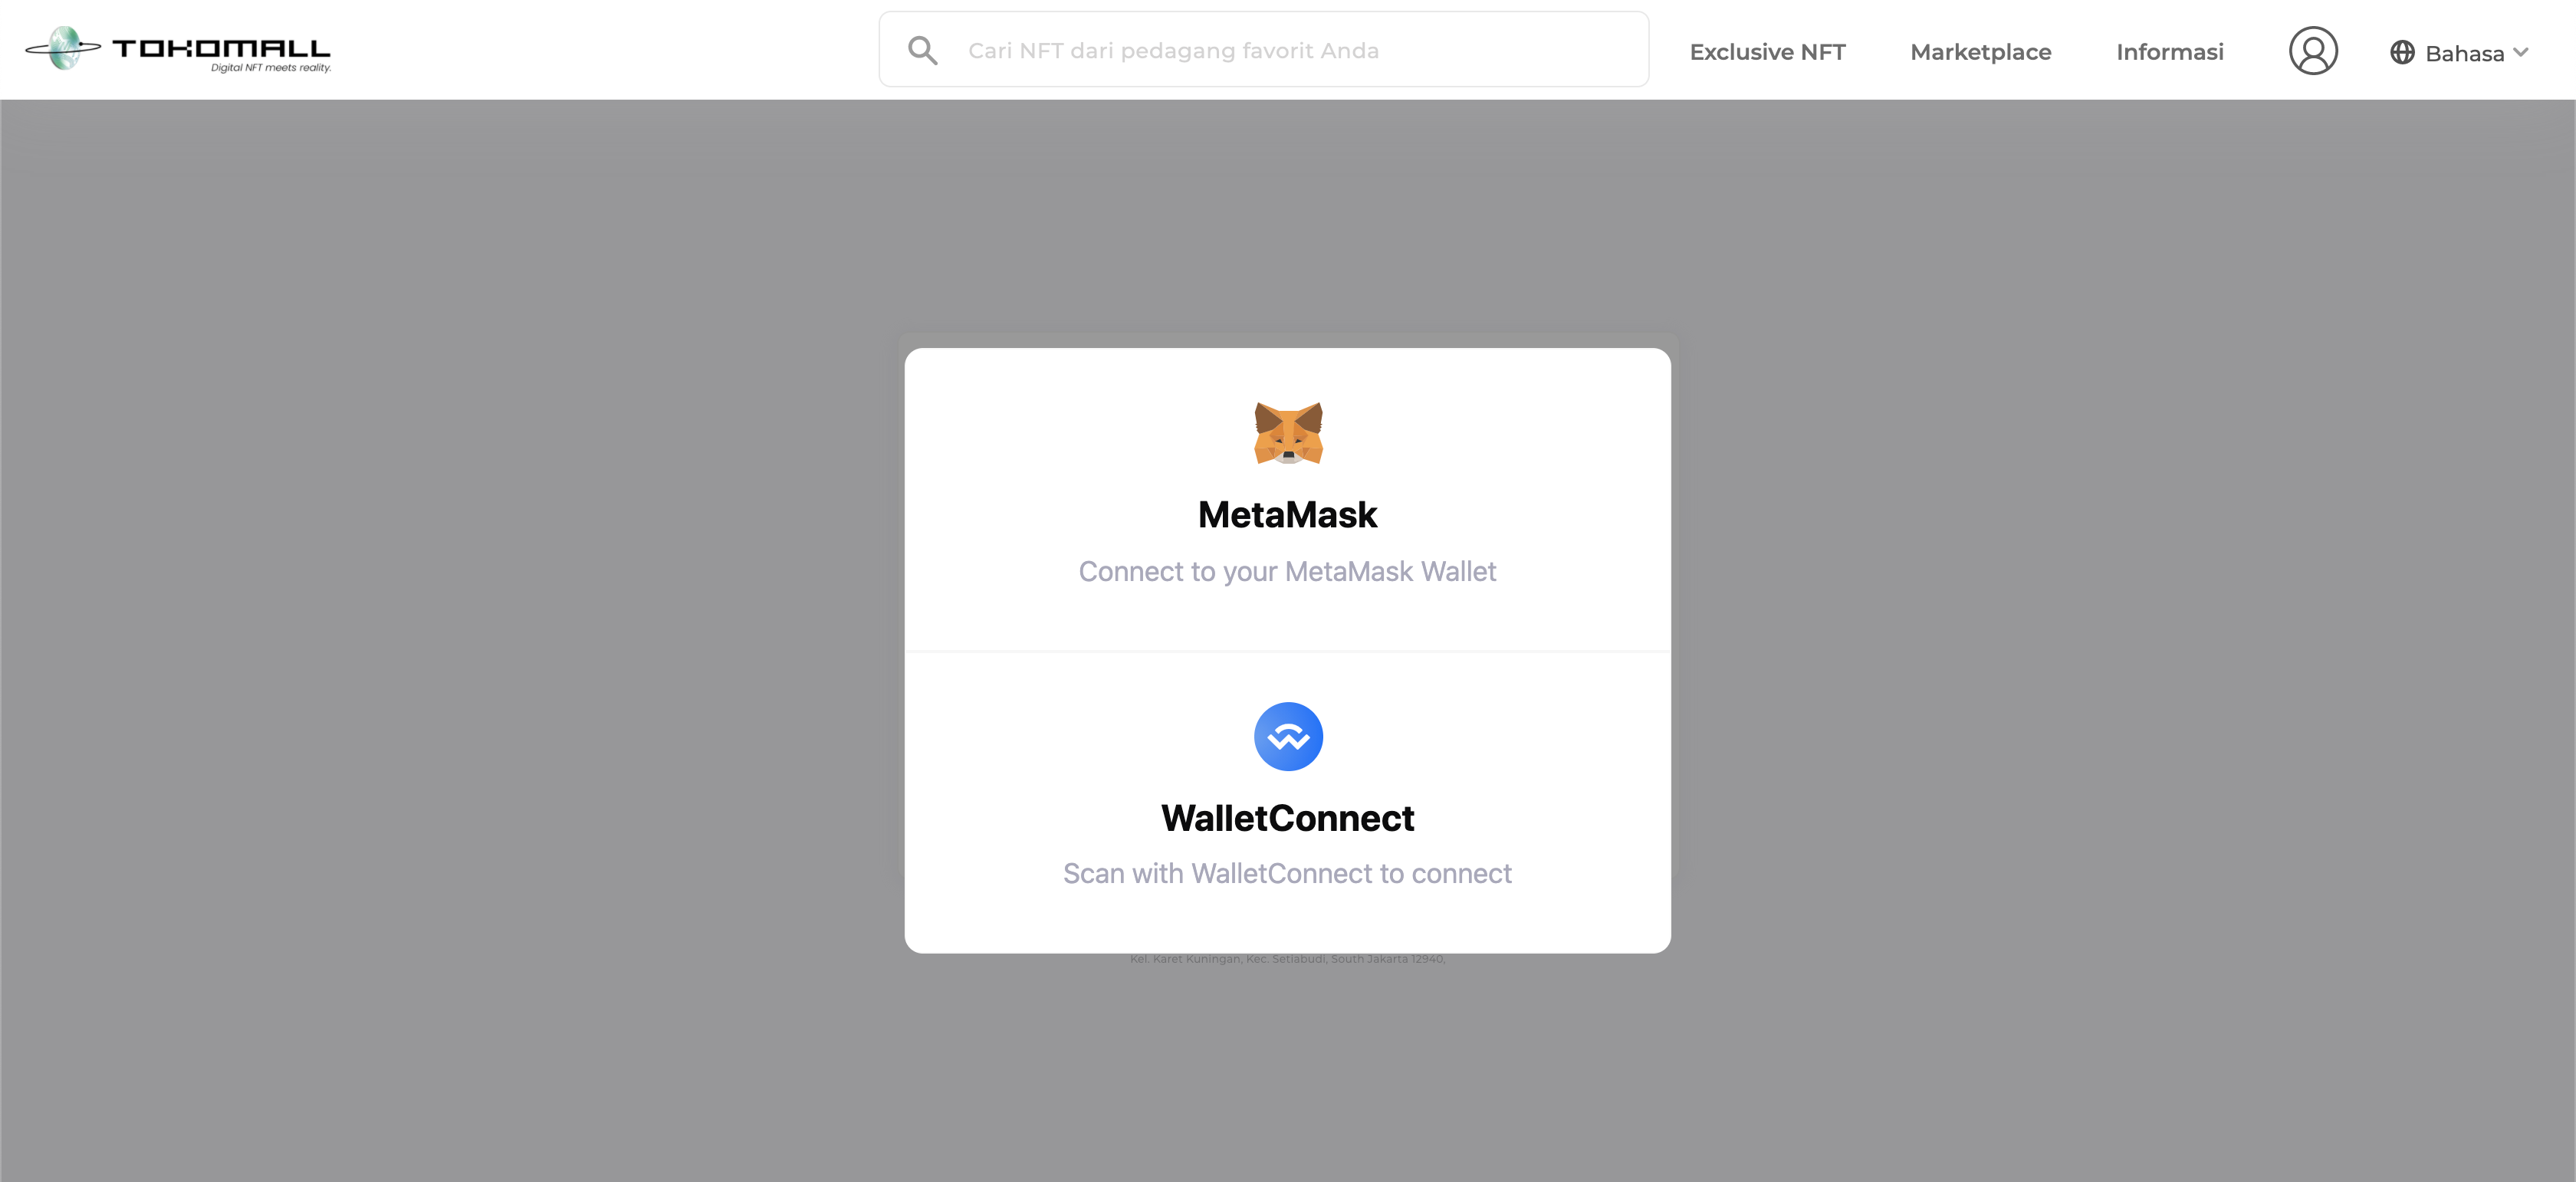 TOKOMALL
Digital NFT meets reality.
Cari NFT dari pedagang favorit Anda
Exclusive NFT
Marketplace
Informasi
Bahasa
MetaMask
Connect to your MetaMask Wallet
WalletConnect
Scan with WalletConnect to connect
Kel. Karet Kuningan, Kec. Setiabudi, South Jakarta 12940,